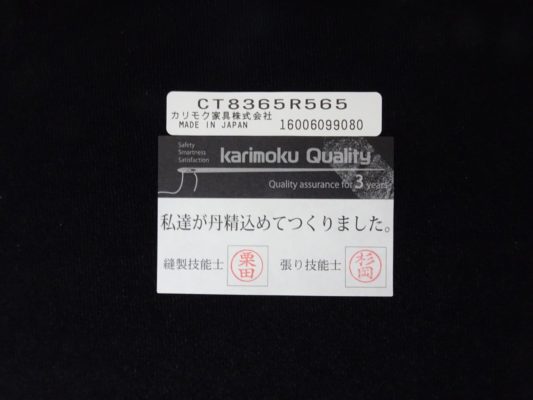 CT8365R565
カリモク家具株式会社
MADE IN JAPAN 16006099080
Safety
Smartness
Satisfaction
karimoku Quality
Quality assurance for 3 years
私達が丹精込めてつくりました。
縫製技能士 栗田 張り技能士 杉岡